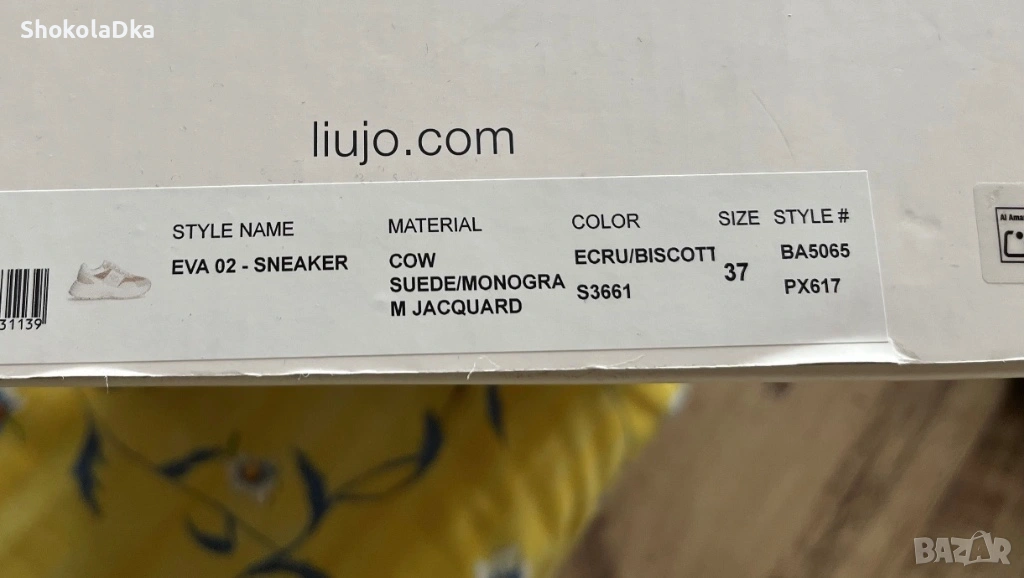 ShokolaDka
liujo.com
STYLE NAME MATERIAL COLOR SIZE STYLE #
EVA 02 - SNEAKER COW ECRU/BISCOTT 37 BA5065
SUEDE/MONOGRA S3661 PX617
M JACQUARD
31139
BAZAR